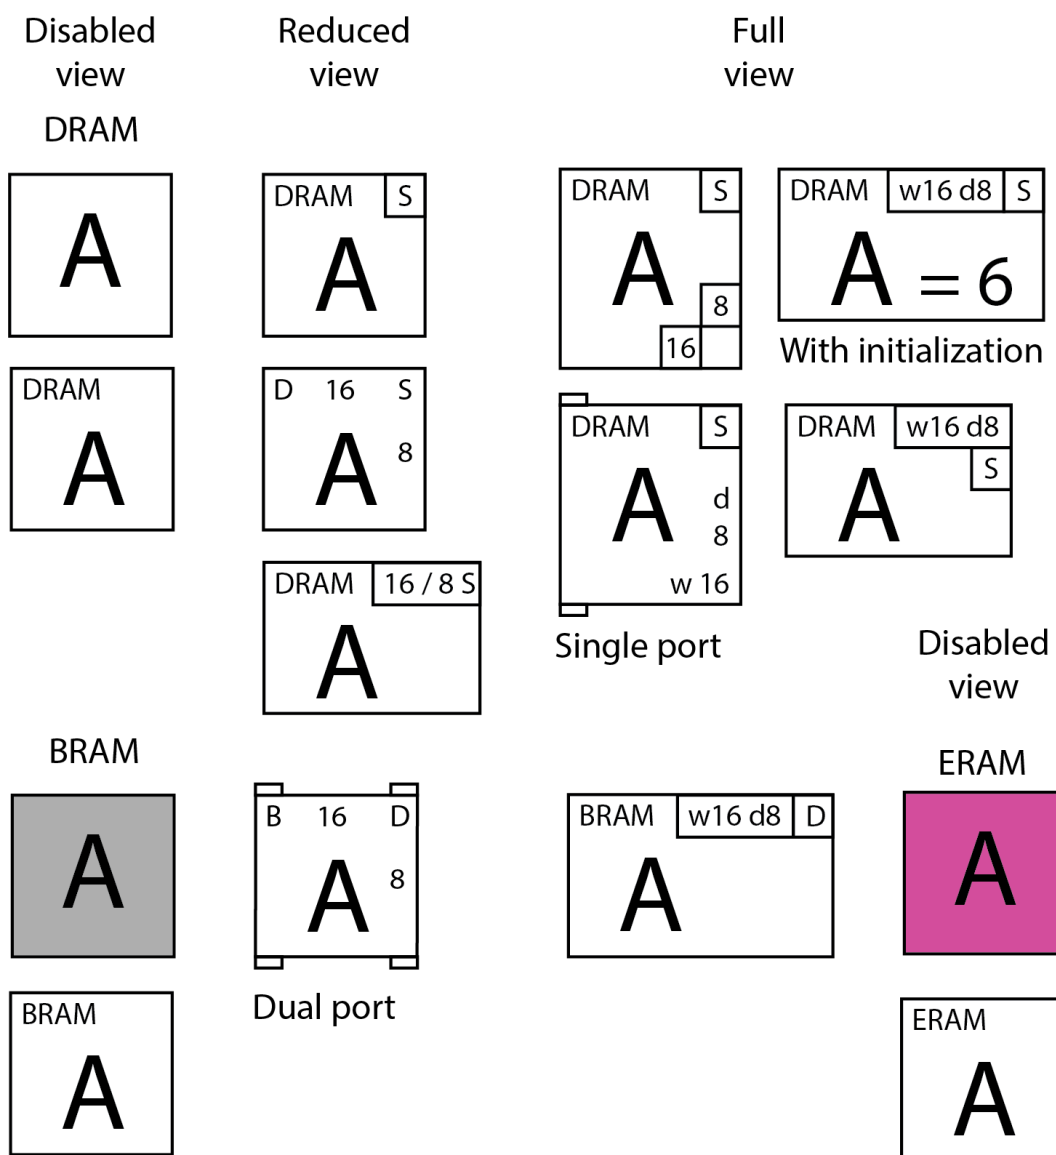 Disabled
view
Reduced
view
Full
view
DRAM
A
DRAM S
A
DRAM S
A
8
16
DRAM w16 d8 S
A = 6
With initialization
DRAM
A
D 16 S
A 8
DRAM S
A d
8
w 16
Single port
DRAM w16 d8
S
A
DRAM 16 / 8 S
A
Disabled
view
BRAM
A
B 16 D
A 8
Dual port
BRAM w16 d8 D
A
ERAM
A
BRAM
A
ERAM
A